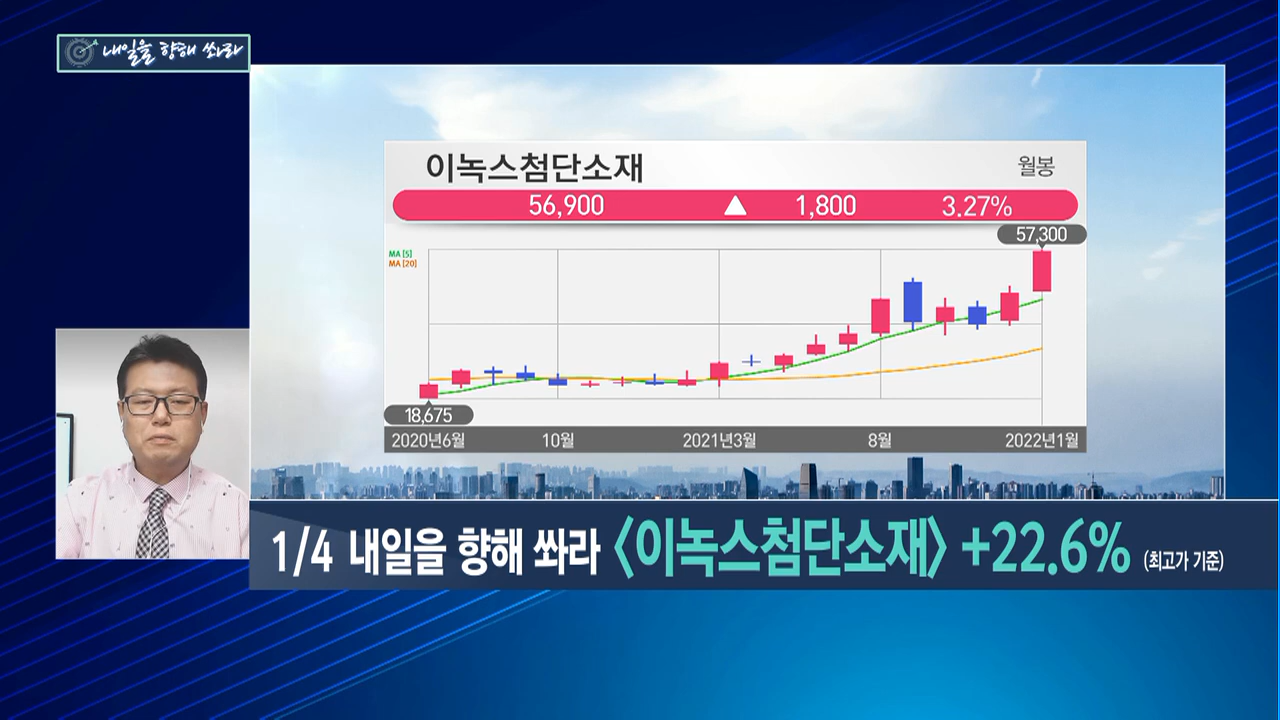 내일을 향해 쏴라
이녹스첨단소재
월봉
56,900 ▲ 1,800 3.27%
57,300
MA [5]
MA [20]
18,675
2020년6월 10월 2021년3월 8월 2022년1월
1/4 내일을 향해 쏴라 〈이녹스첨단소재〉 +22.6% (최고가 기준)